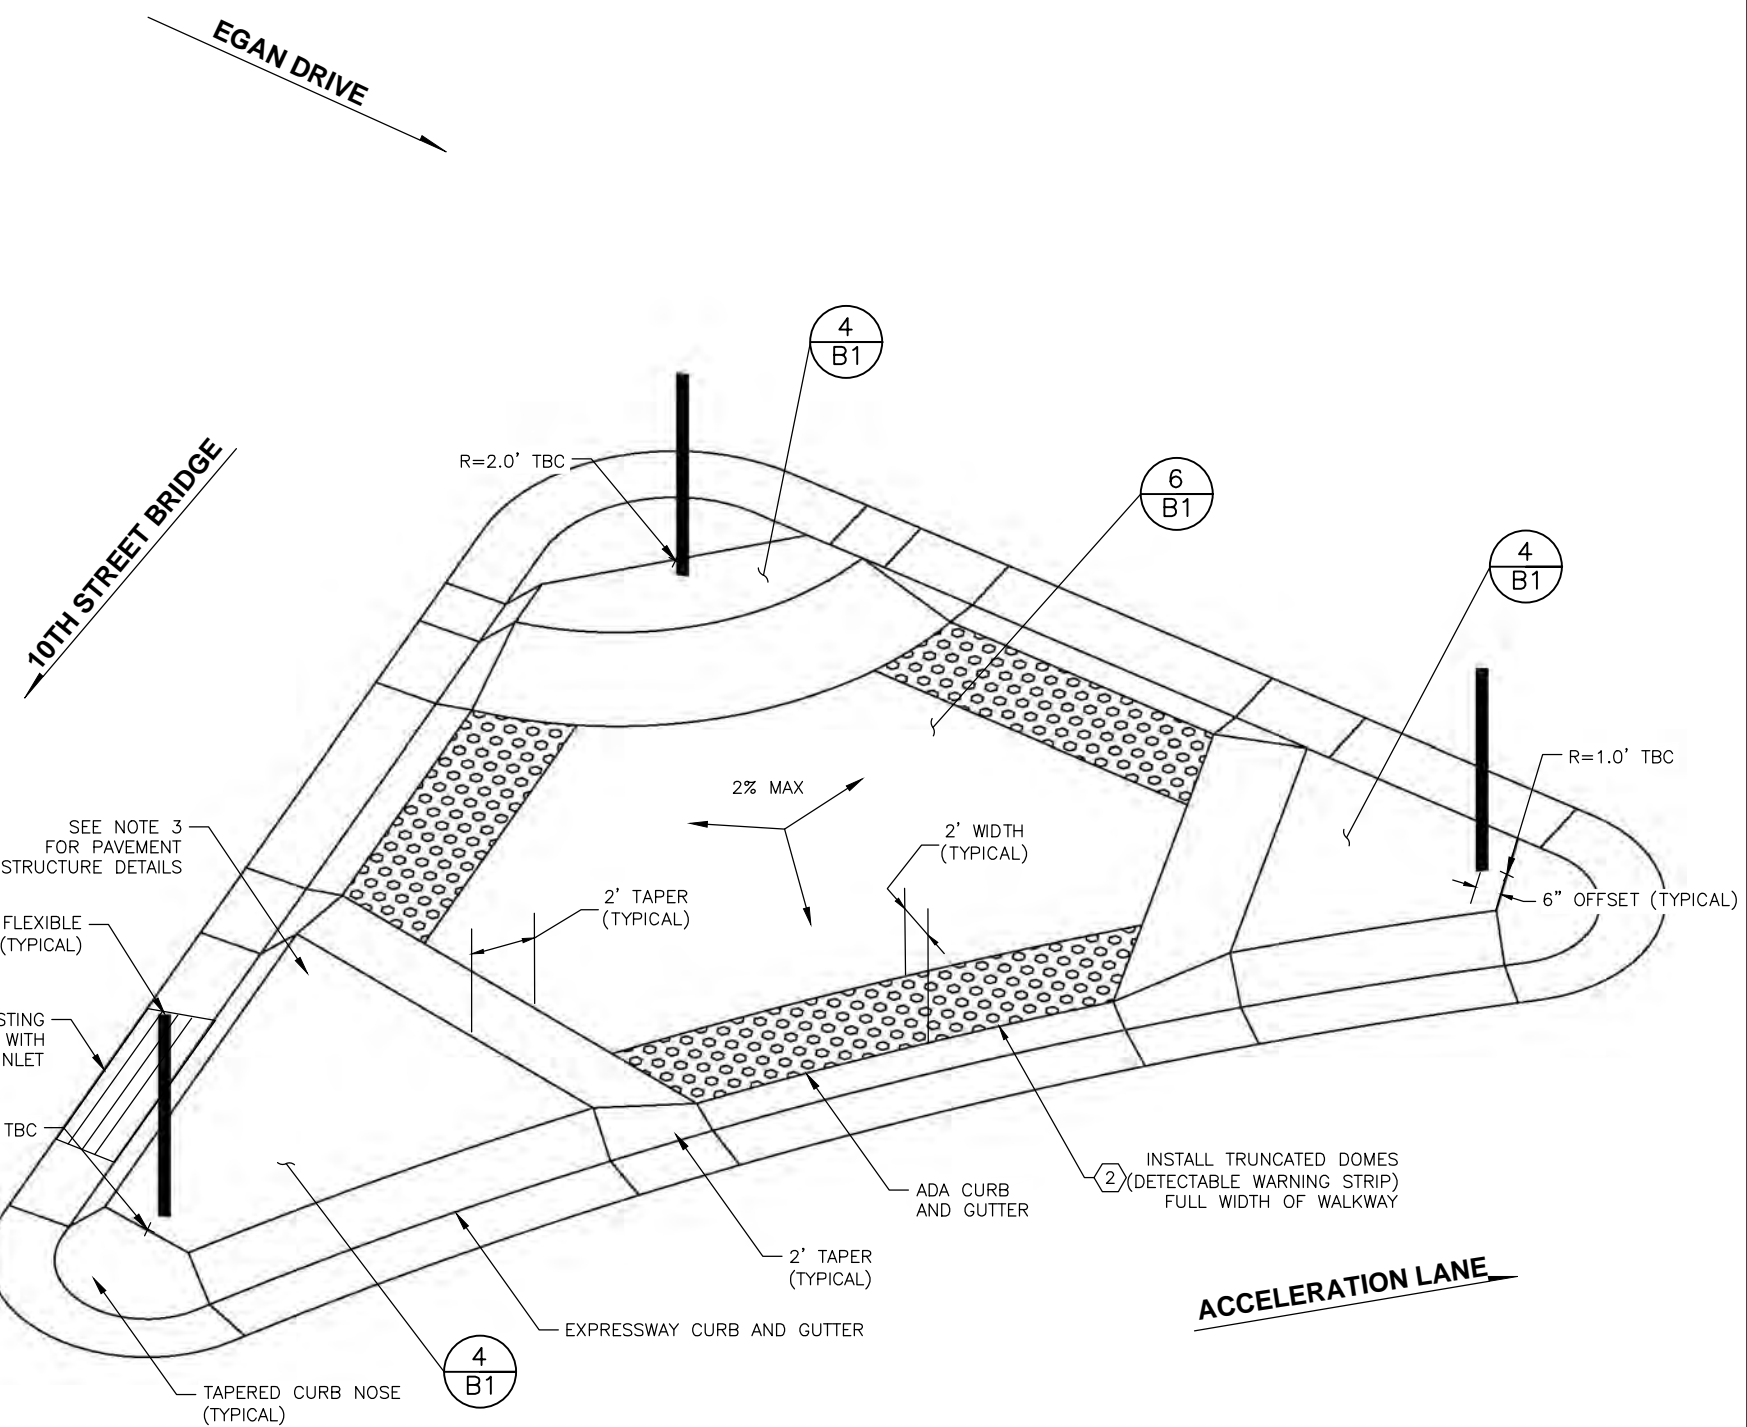 EGAN DRIVE
4
B1
10TH STREET BRIDGE
R=2.0' TBC
6
B1
4
B1
R=1.0' TBC
2% MAX
SEE NOTE 3
FOR PAVEMENT
STRUCTURE DETAILS
2' WIDTH
(TYPICAL)
2' TAPER
(TYPICAL)
6" OFFSET (TYPICAL)
FLEXIBLE
(TYPICAL)
STING
WITH
NLET
TBC
INSTALL TRUNCATED DOMES
2 (DETECTABLE WARNING STRIP)
FULL WIDTH OF WALKWAY
ADA CURB
AND GUTTER
2' TAPER
(TYPICAL)
ACCELERATION LANE
EXPRESSWAY CURB AND GUTTER
4
B1
TAPERED CURB NOSE
(TYPICAL)